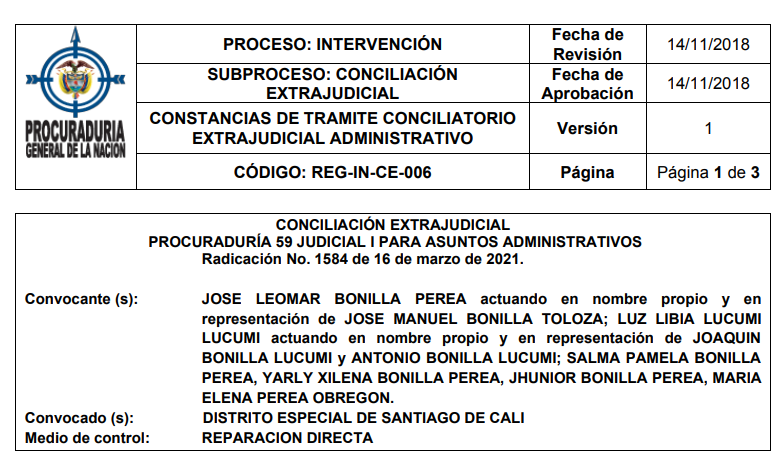 PROCURADURIA
GENERAL DE LA NACION
PROCESO: INTERVENCIÓN
Fecha de
Revisión
14/11/2018
SUBPROCESO: CONCILIACIÓN
EXTRAJUDICIAL
Fecha de
Aprobación
14/11/2018
CONSTANCIAS DE TRAMITE CONCILIATORIO
EXTRAJUDICIAL ADMINISTRATIVO
Versión
1
CÓDIGO: REG-IN-CE-006
Página
Página 1 de 3
CONCILIACIÓN EXTRAJUDICIAL
PROCURADURÍA 59 JUDICIAL I PARA ASUNTOS ADMINISTRATIVOS
Radicación No. 1584 de 16 de marzo de 2021.
Convocante (s): JOSE LEOMAR BONILLA PEREA actuando en nombre propio y en
representación de JOSE MANUEL BONILLA TOLOZA; LUZ LIBIA LUCUMI
LUCUMI actuando en nombre propio y en representación de JOAQUIN
BONILLA LUCUMI y ANTONIO BONILLA LUCUMI; SALMA PAMELA BONILLA
PEREA, YARLY XILENA BONILLA PEREA, JHUNIOR BONILLA PEREA, MARIA
ELENA PEREA OBREGON.
Convocado (s): DISTRITO ESPECIAL DE SANTIAGO DE CALI
Medio de control: REPARACION DIRECTA